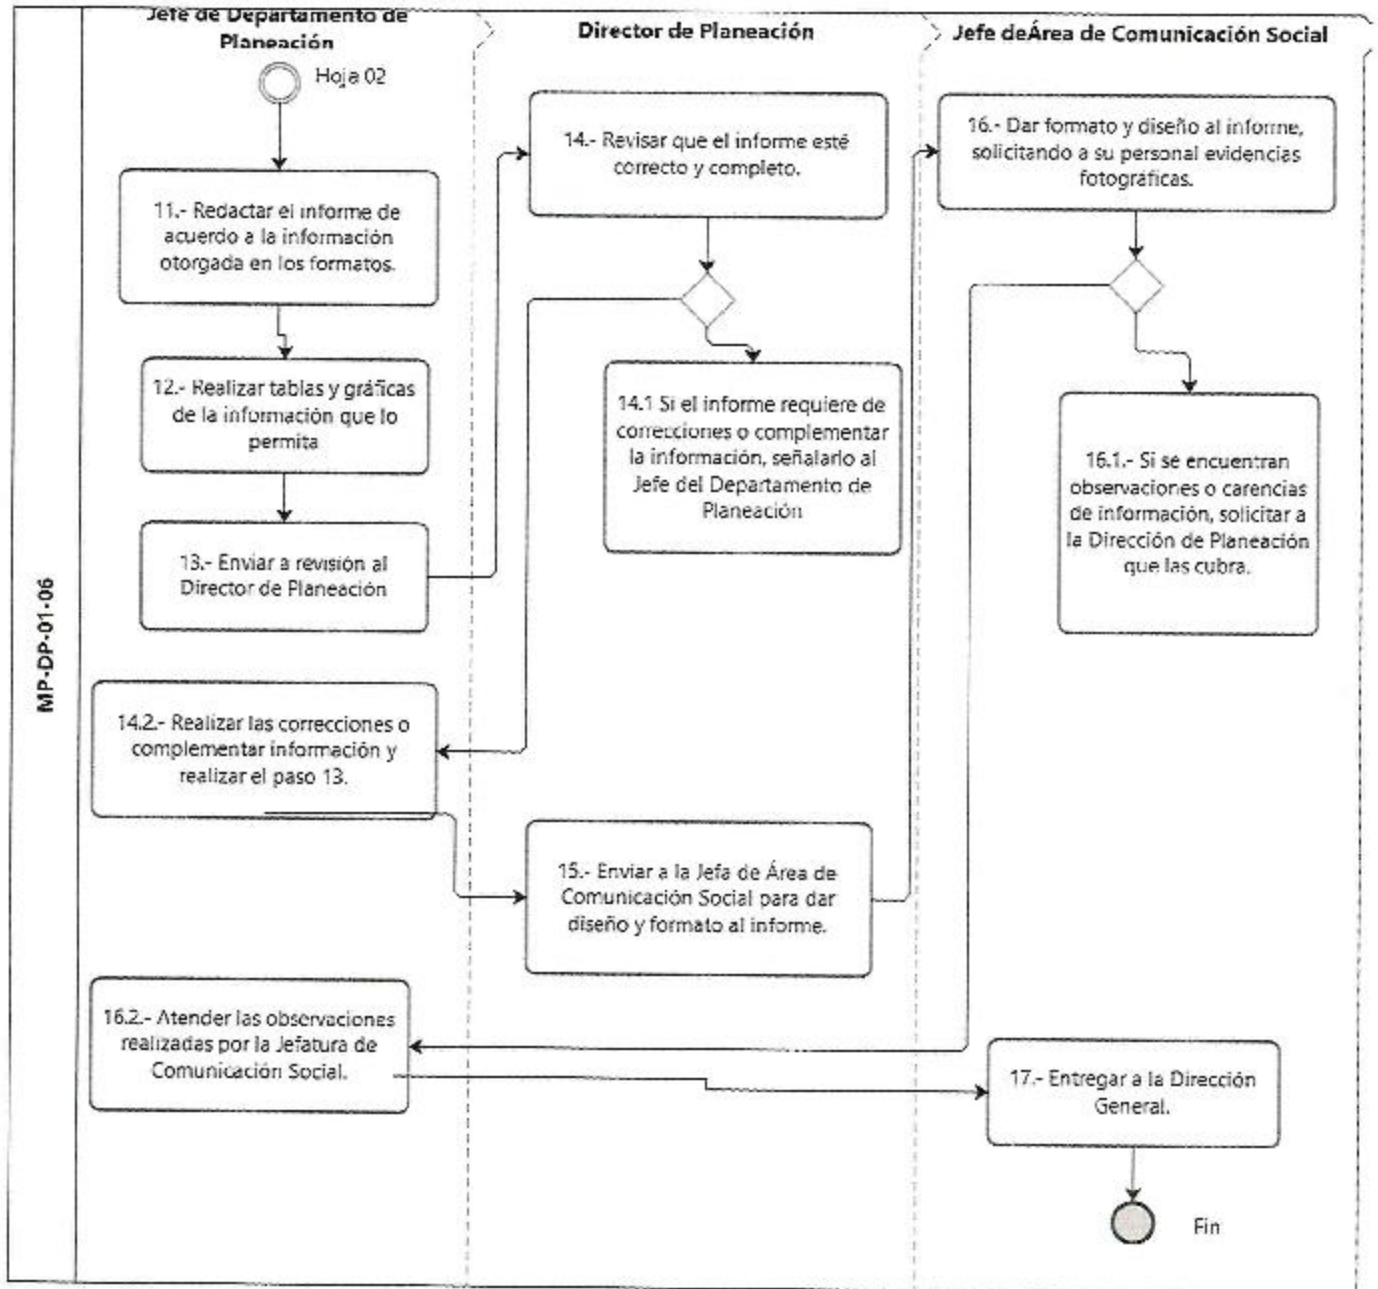 Jefe de Departamento de
Planeación
Director de Planeación
Jefe deÁrea de Comunicación Social
Hoja 02
MP-DP-01-06
11.- Redactar el informe de
acuerdo a la información
otorgada en los formatos.
12.- Realizar tablas y gráficas
de la información que lo
permita
13.- Enviar a revisión al
Director de Planeación
14.- Revisar que el informe esté
correcto y completo.
14.1 Si el informe requiere de
correcciones o complementar
la información, señalarlo al
Jefe del Departamento de
Planeación
14.2.- Realizar las correcciones o
complementar información y
realizar el paso 13.
15.- Enviar a la Jefa de Área de
Comunicación Social para dar
diseño y formato al informe.
16.- Dar formato y diseño al informe,
solicitando a su personal evidencias
fotográficas.
16.1.- Si se encuentran
observaciones o carencias
de información, solicitar a
la Dirección de Planeación
que las cubra.
16.2.- Atender las observaciones
realizadas por la Jefatura de
Comunicación Social.
17.- Entregar a la Dirección
General.
Fin